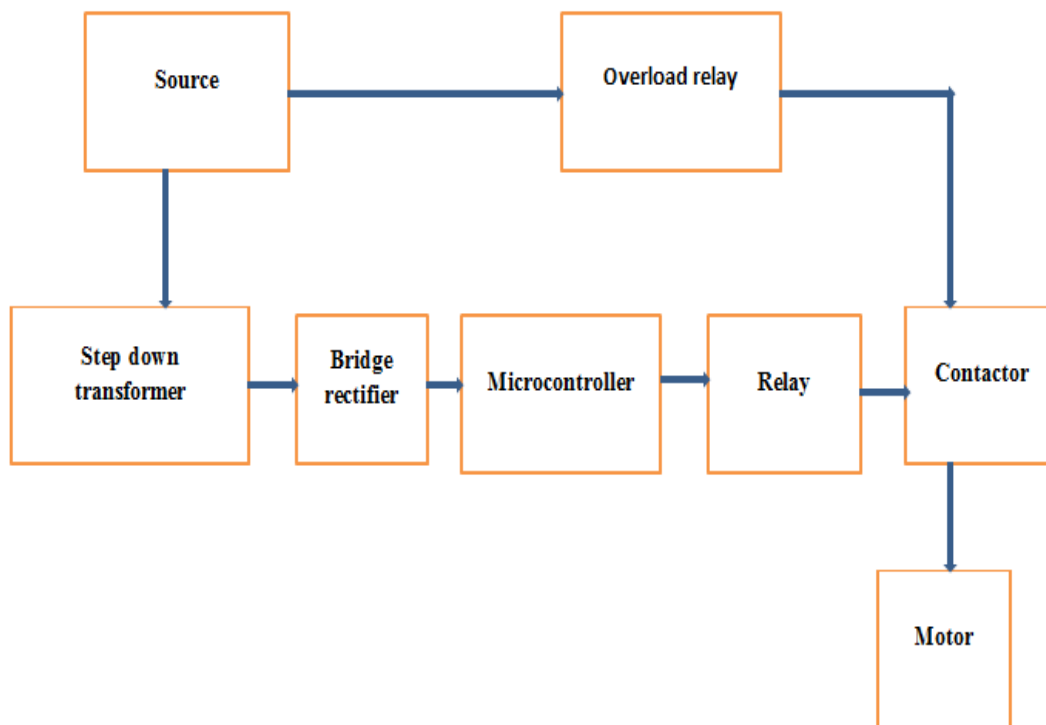 Source
Overload relay
Step down
transformer
Bridge
rectifier
Microcontroller
Relay
Contactor
Motor